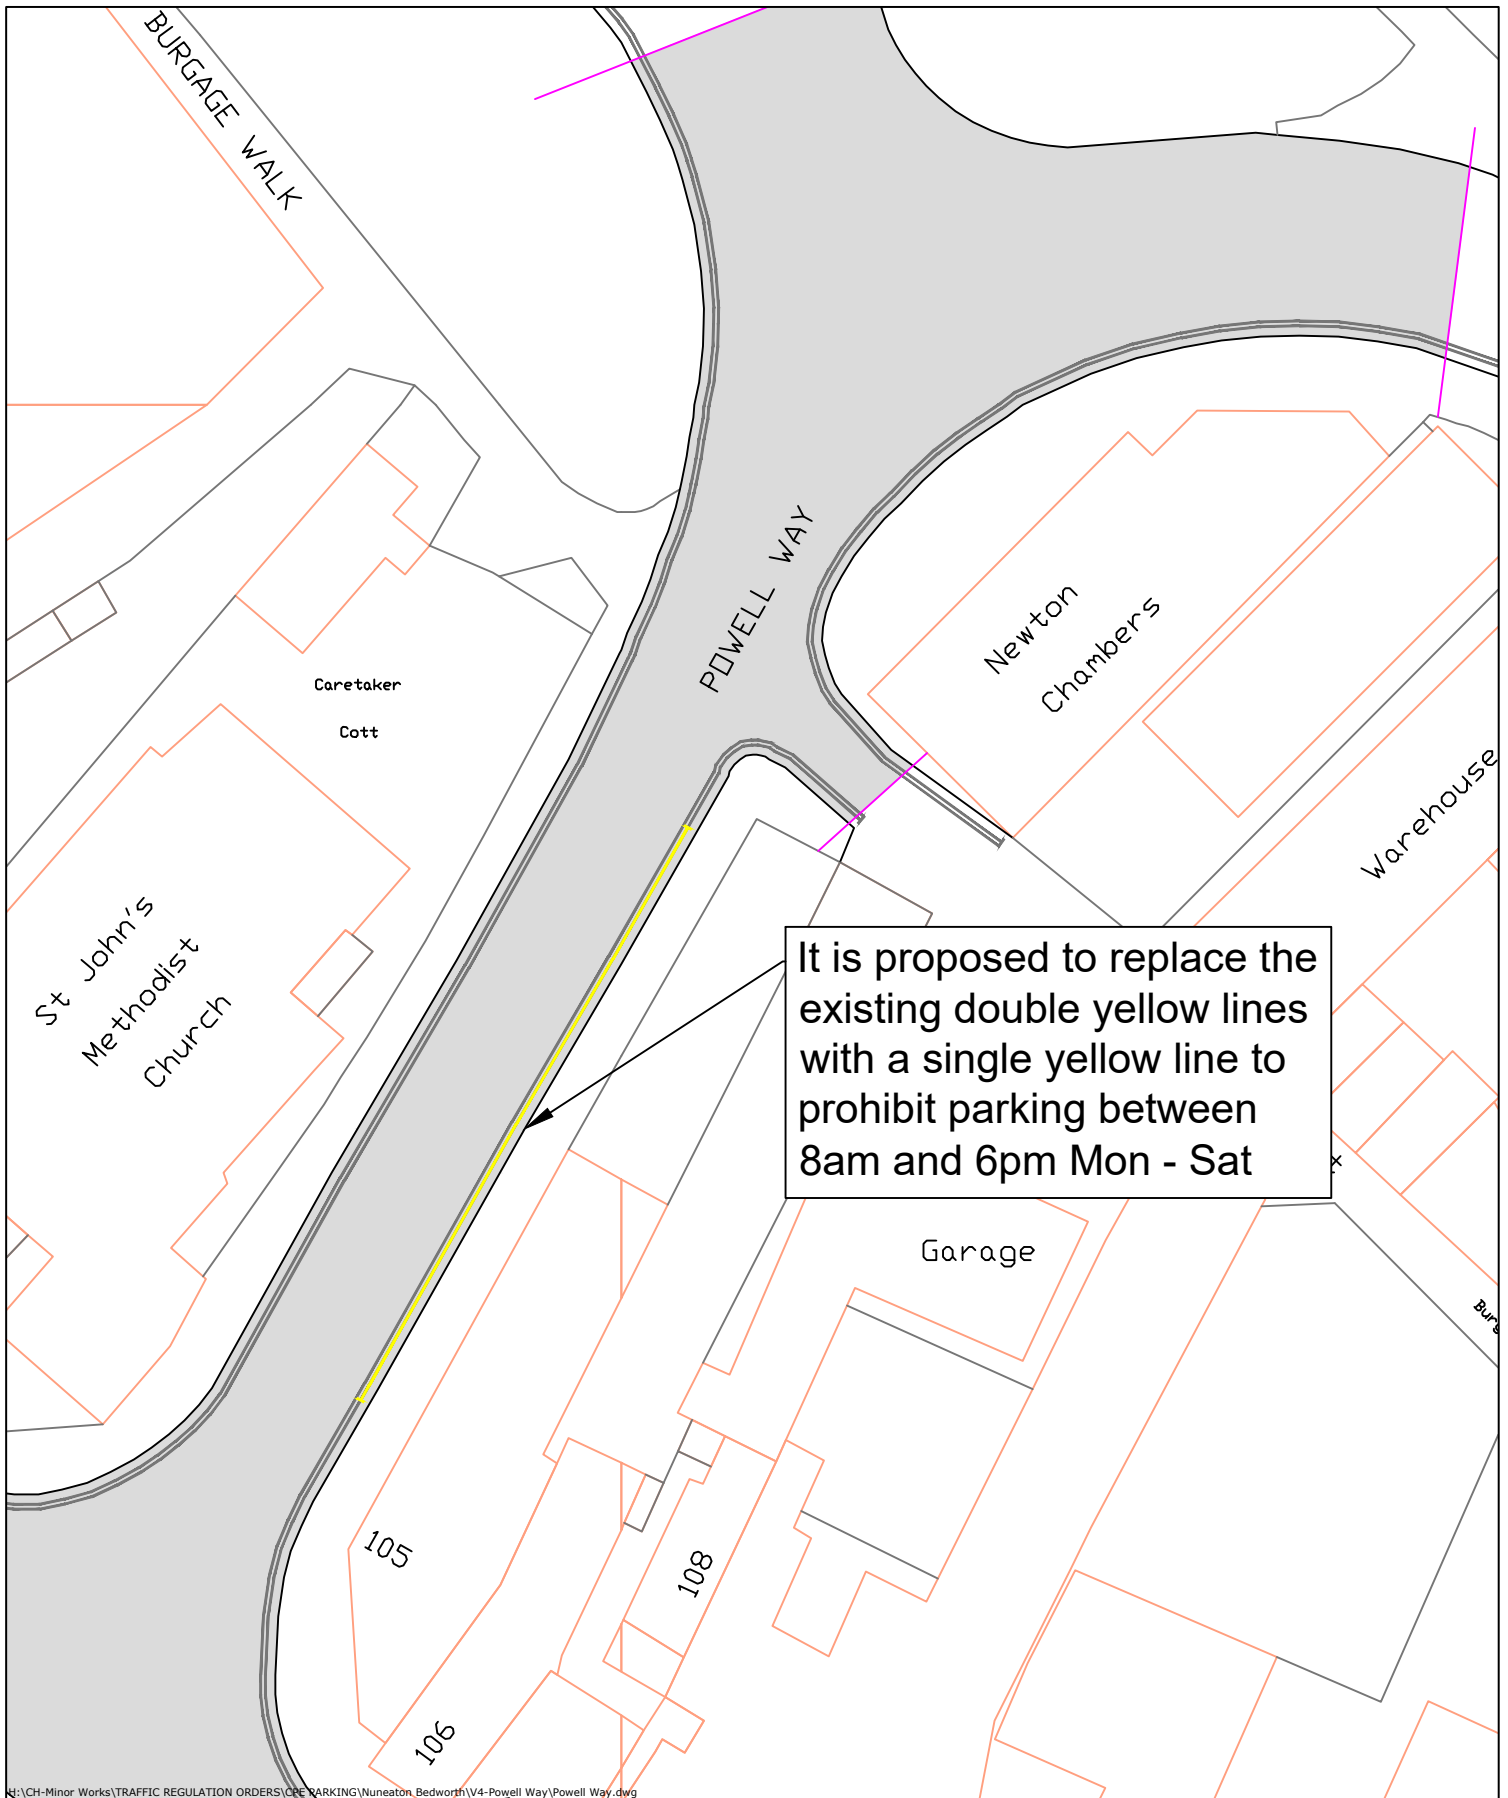 BURGAGE WALK
POWELL WAY
Newton
Chambers
Caretaker
Cott
Warehouse
St John's
Methodist
Church
It is proposed to replace the
existing double yellow lines
with a single yellow line to
prohibit parking between
8am and 6pm Mon - Sat
Garage
Burg
105
108
106
H:\CH-Minor Works\TRAFFIC REGULATION ORDERS\CPE PARKING\Nuneaton Bedworth\V4-Powell Way\Powell Way.dwg